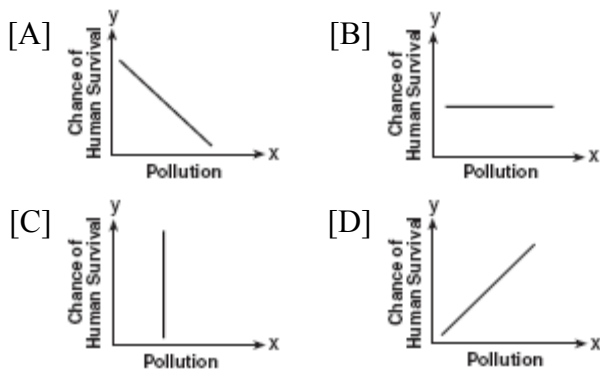 [A]
y
Chance of
Human Survival
x
Pollution
[B]
y
Chance of
Human Survival
x
Pollution
[C]
y
Chance of
Human Survival
x
Pollution
[D]
y
Chance of
Human Survival
x
Pollution